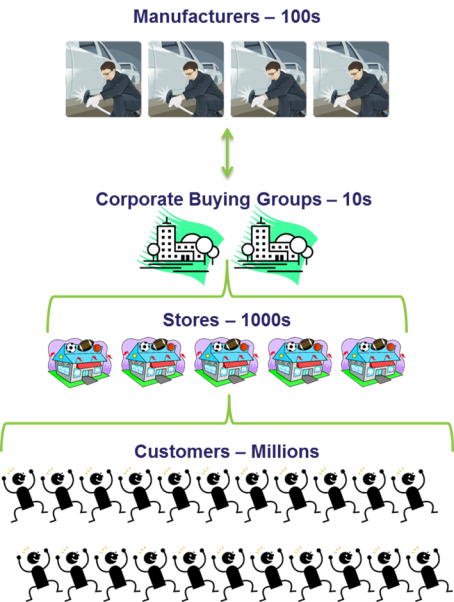 Manufacturers – 100s
Corporate Buying Groups – 10s
Stores – 1000s
Customers – Millions